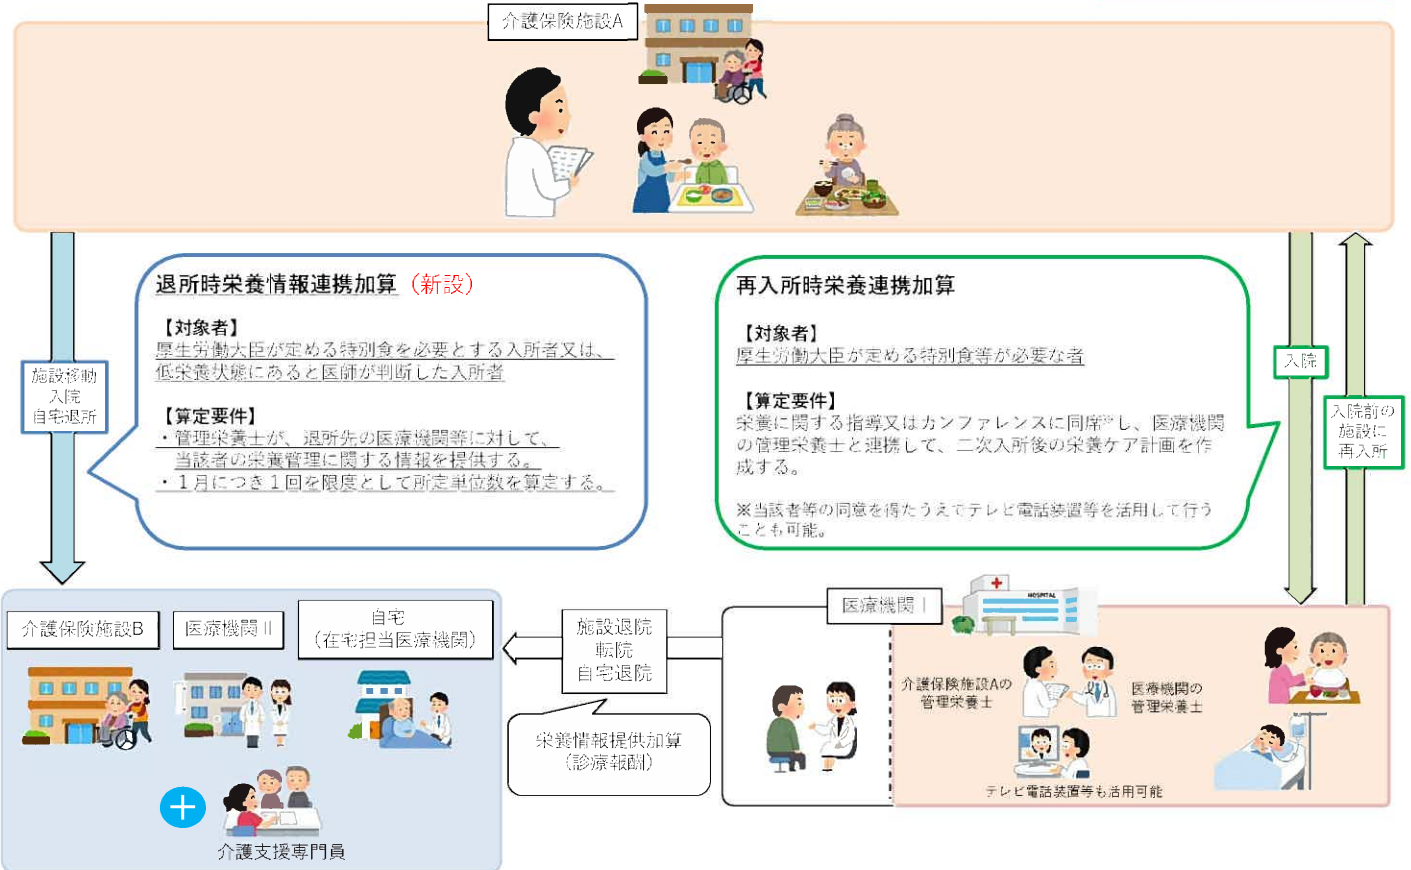 介護保険施設A
退所時栄養情報連携加算（新設）
【対象者】
厚生労働大臣が定める特別食を必要とする入所者又は、
低栄養状態にあると医師が判断した入所者
【算定要件】
・管理栄養士が、退所先の医療機関等に対して、
当該者の栄養管理に関する情報を提供する。
・１月につき１回を限度として所定単位数を算定する。
施設移動
入院
自宅退所
再入所時栄養連携加算
【対象者】
厚生労働大臣が定める特別食等が必要な者
【算定要件】
栄養に関する指導又はカンファレンスに同席※し、医療機関
の管理栄養士と連携して、二次入所後の栄養ケア計画を作
成する。
※当該者等の同意を得たうえでテレビ電話装置等を活用して行う
ことも可能。
入院
入院前の
施設に
再入所
介護保険施設B
医療機関Ⅱ
自宅
（在宅担当医療機関）
介護支援専門員
施設退院
転院
自宅退院
栄養情報提供加算
（診療報酬）
医療機関Ⅰ
HOSPITAL
介護保険施設Aの
管理栄養士
医療機関の
管理栄養士
テレビ電話装置等も活用可能